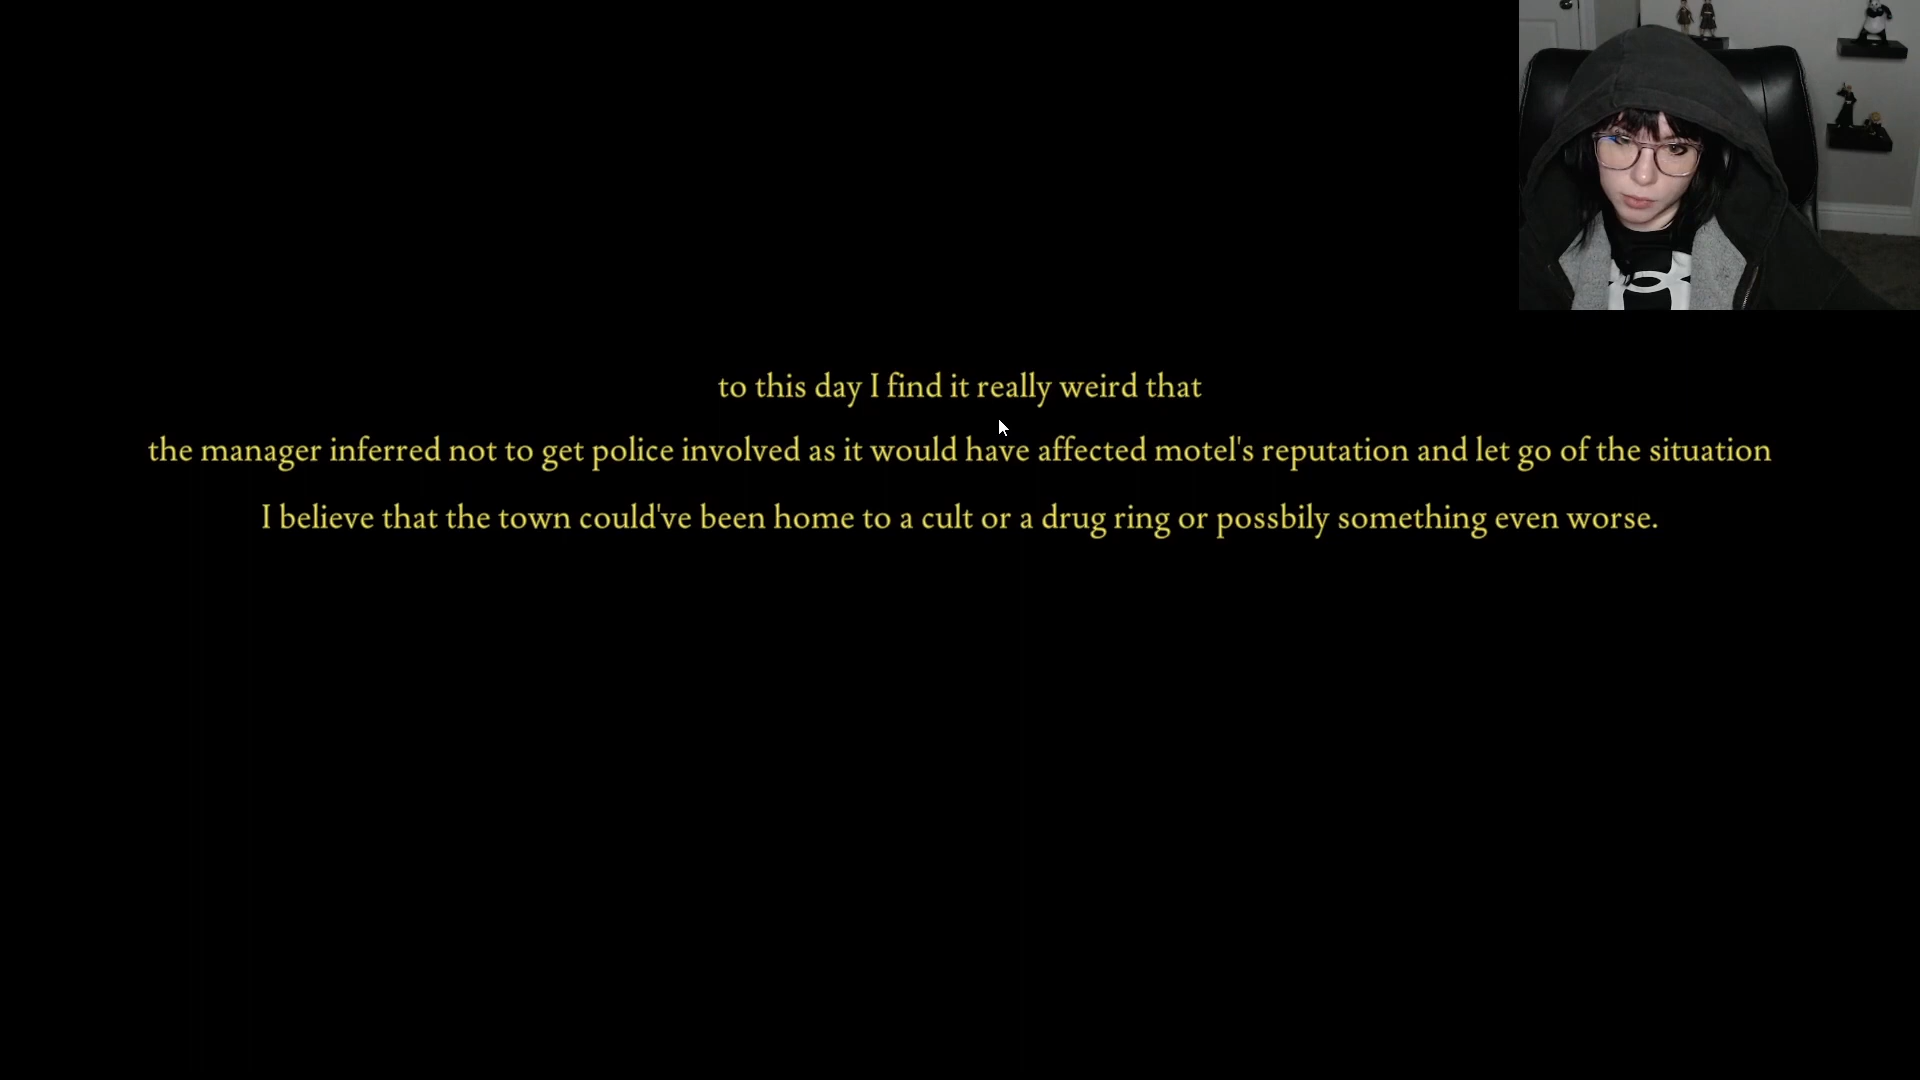 to this day I find it really weird that
the manager inferred not to get police involved as it would have affected motel's reputation and let go of the situation
I believe that the town could've been home to a cult or a drug ring or possbily something even worse.